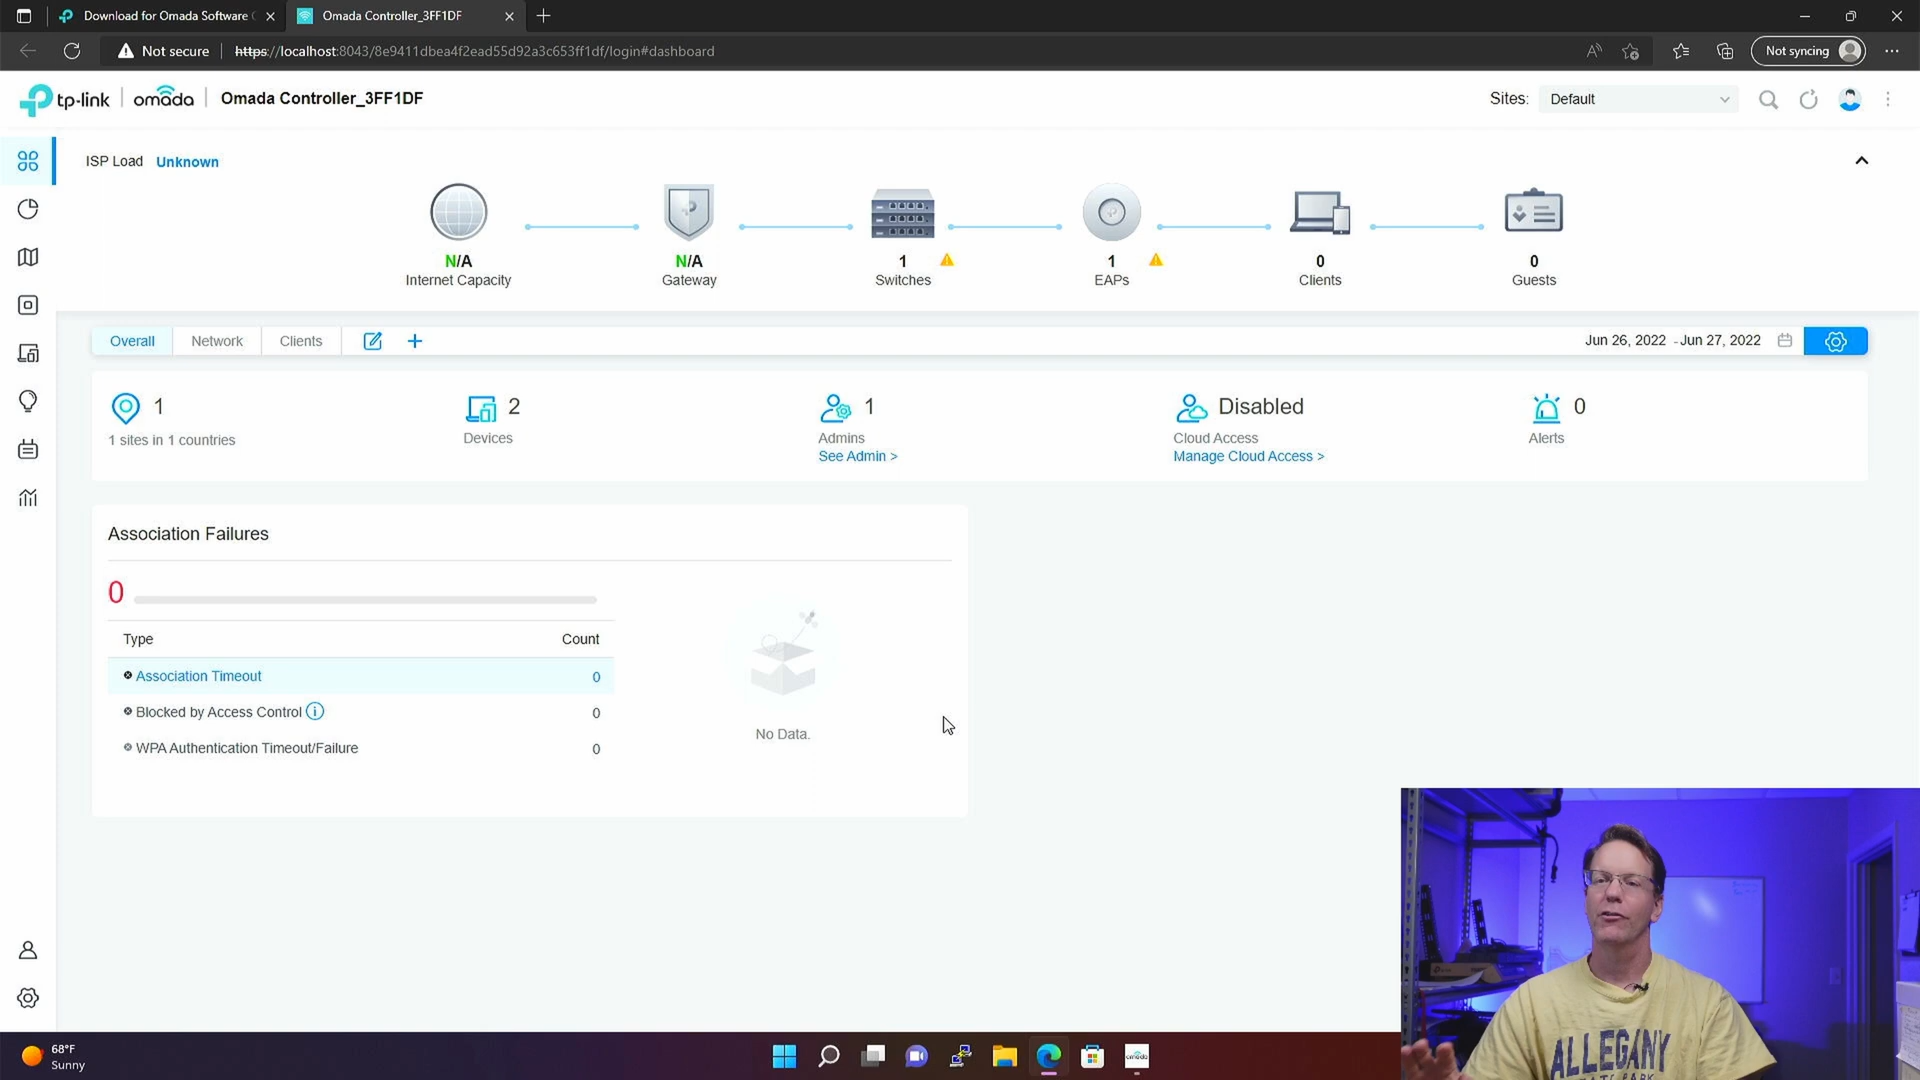 Download for Omada Software C
Omada Controller_3FF1DF
Not secure
https://localhost:8043/8e9411dbea4f2ead55d92a3c653ff1df/login#dashboard
Not syncing
tp-link
omada
Omada Controller_3FF1DF
Sites:
Default
ISP Load
Unknown
N/A
Internet Capacity
N/A
Gateway
1
Switches
1
EAPs
0
Clients
0
Guests
Overall
Network
Clients
Jun 26, 2022 - Jun 27, 2022
1
1 sites in 1 countries
2
Devices
1
Admins
See Admin >
Disabled
Cloud Access
Manage Cloud Access >
0
Alerts
Association Failures
0
Type
Count
Association Timeout
0
Blocked by Access Control
0
WPA Authentication Timeout/Failure
0
No Data.
68°F
Sunny
omada
ALLEGANY